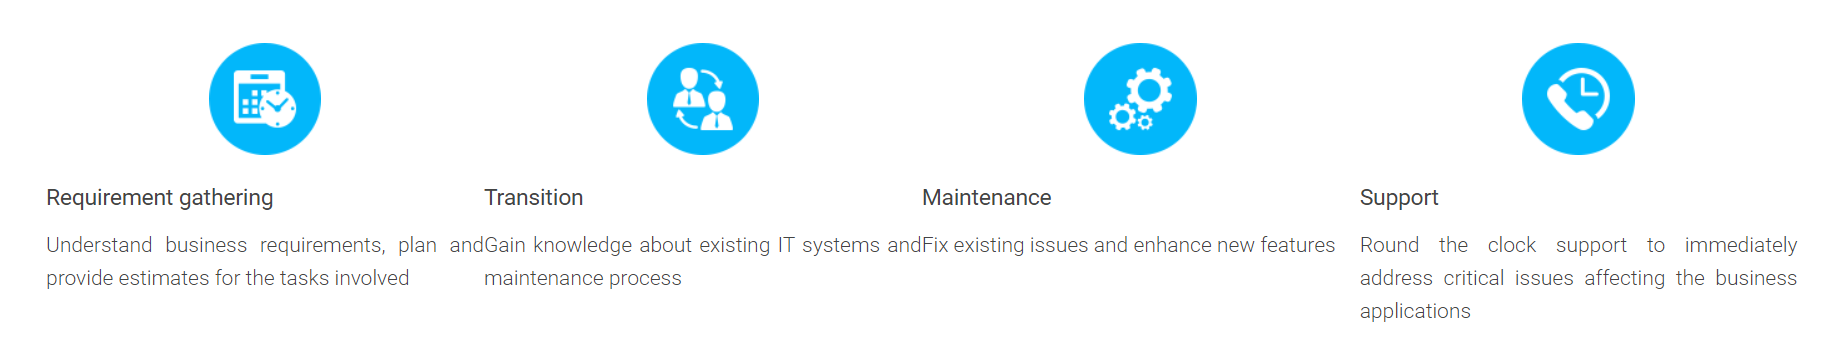 Requirement gathering
Understand business requirements, plan and
provide estimates for the tasks involved
Transition
Gain knowledge about existing IT systems and
maintenance process
Maintenance
Fix existing issues and enhance new features
Support
Round the clock support to immediately
address critical issues affecting the business
applications